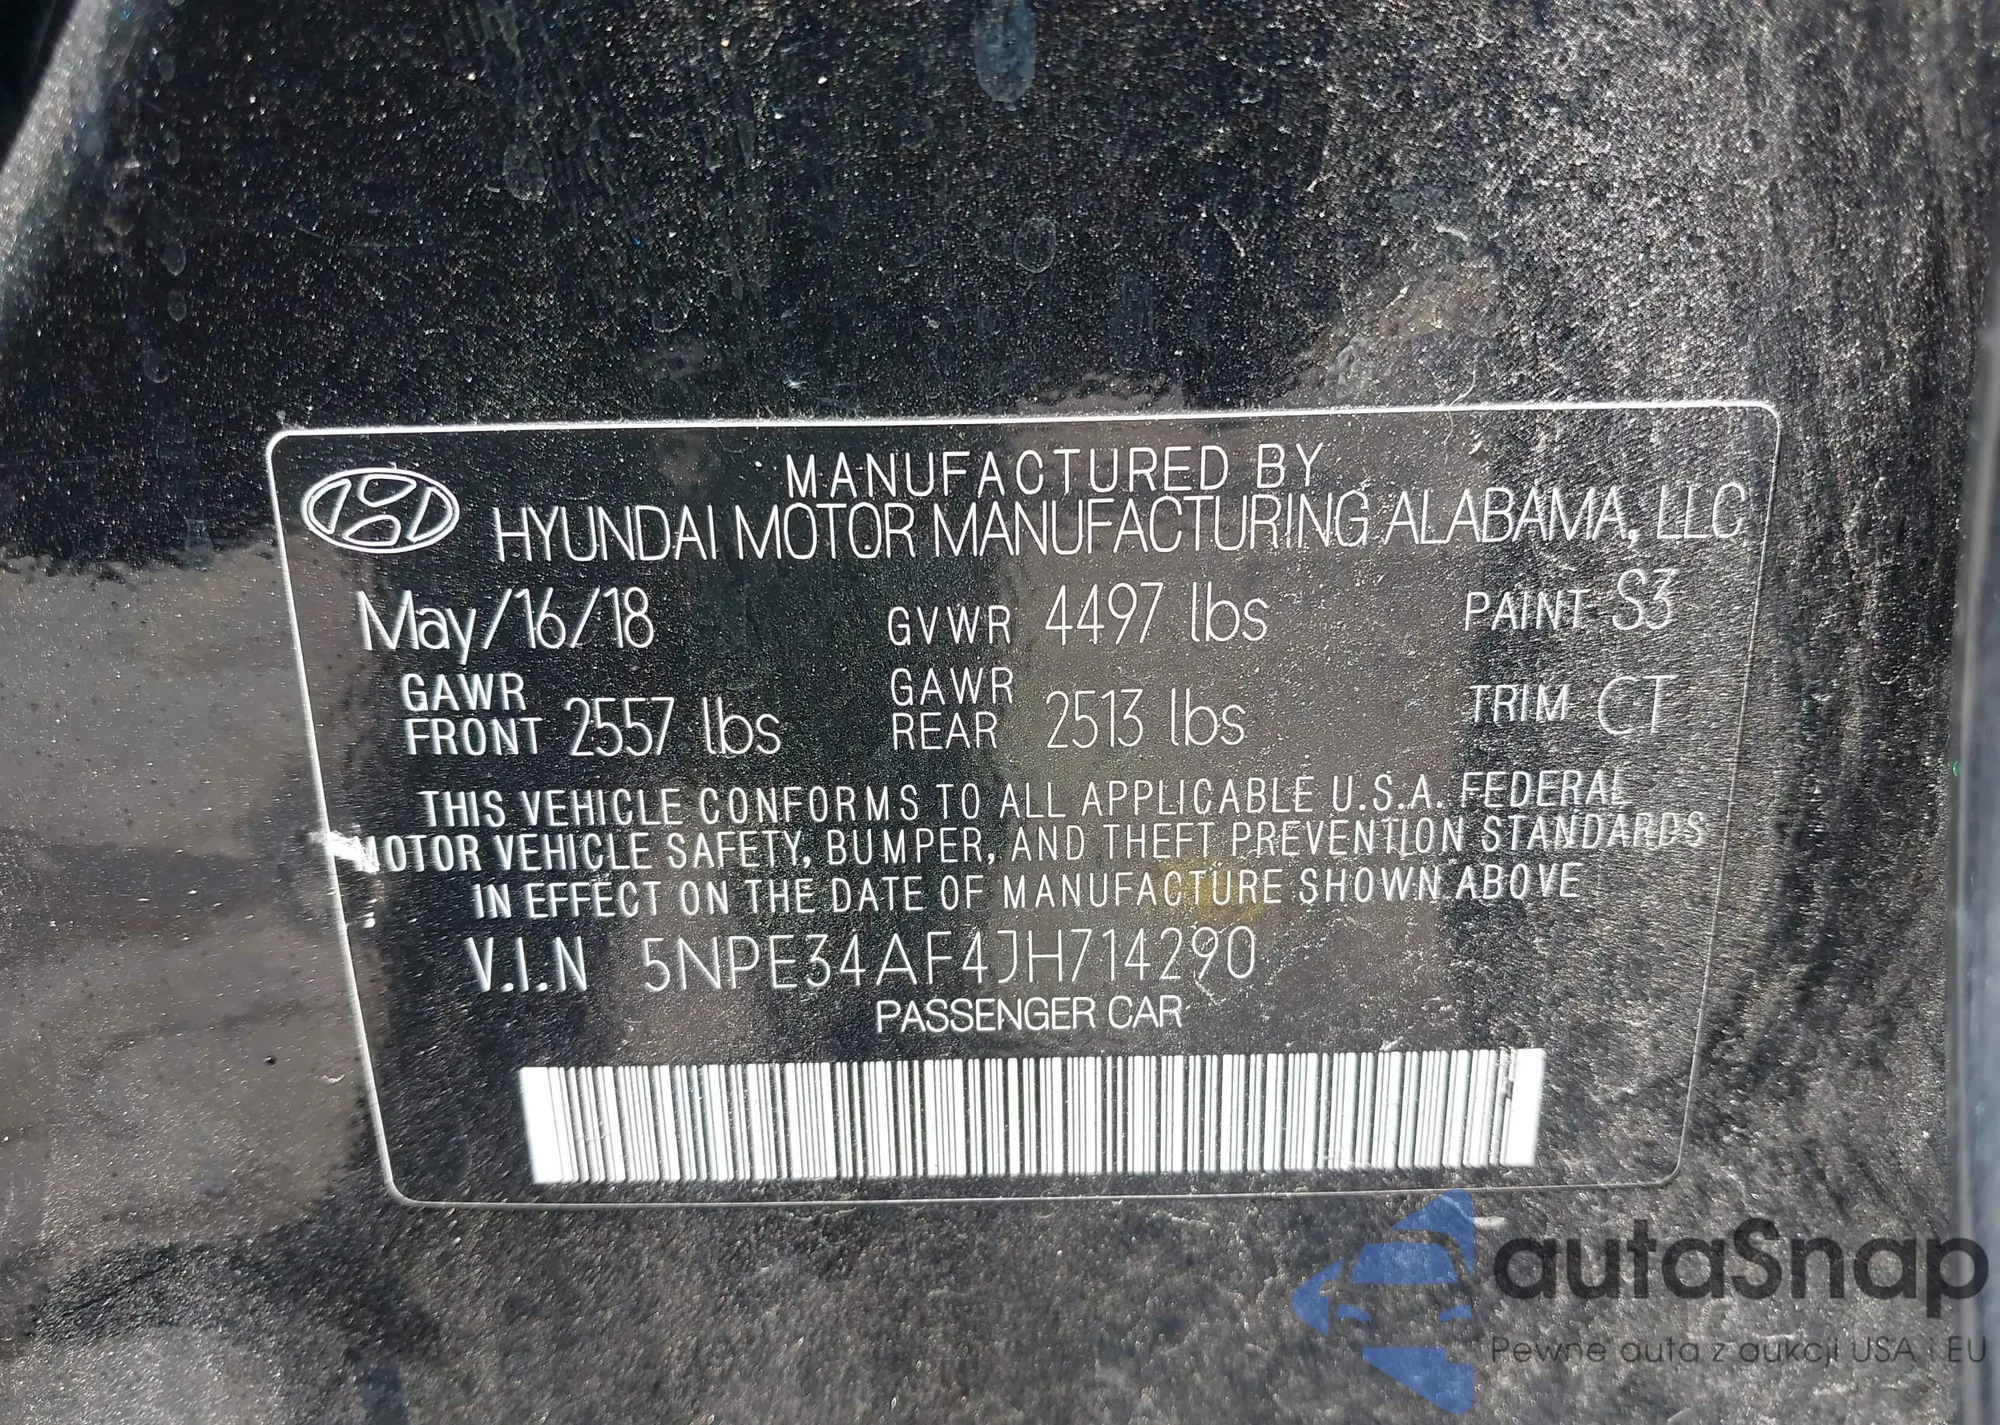 MANUFACTURED BY
HYUNDAI MOTOR MANUFACTURING ALABAMA, LLC
May/16/18 GVWR 4497 lbs PAINT S3
GAWR FRONT 2557 lbs GAWR REAR 2513 lbs TRIM CT
THIS VEHICLE CONFORMS TO ALL APPLICABLE U.S.A. FEDERAL
MOTOR VEHICLE SAFETY, BUMPER, AND THEFT PREVENTION STANDARDS
IN EFFECT ON THE DATE OF MANUFACTURE SHOWN ABOVE
V.I.N 5NPE34AF4JH714290
PASSENGER CAR
autaSnap
Pewne auta z aukcji USA i EU